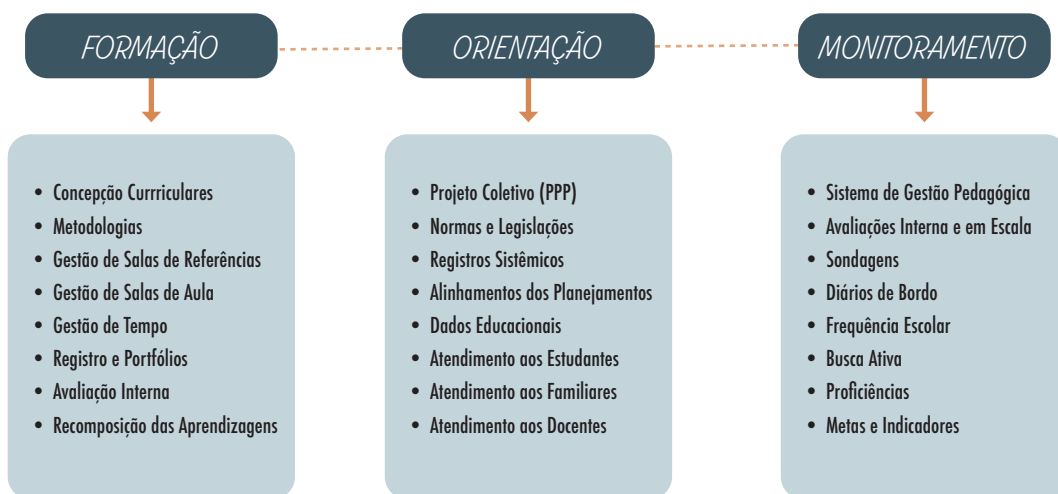 FORMAÇÃO
• Concepção Currriculares
• Metodologias
• Gestão de Salas de Referências
• Gestão de Salas de Aula
• Gestão de Tempo
• Registro e Portfólios
• Avaliação Interna
• Recomposição das Aprendizagens
ORIENTAÇÃO
• Projeto Coletivo (PPP)
• Normas e Legislações
• Registros Sistêmicos
• Alinhamentos dos Planejamentos
• Dados Educacionais
• Atendimento aos Estudantes
• Atendimento aos Familiares
• Atendimento aos Docentes
MONITORAMENTO
• Sistema de Gestão Pedagógica
• Avaliações Interna e em Escala
• Sondagens
• Diários de Bordo
• Frequência Escolar
• Busca Ativa
• Proficiências
• Metas e Indicadores